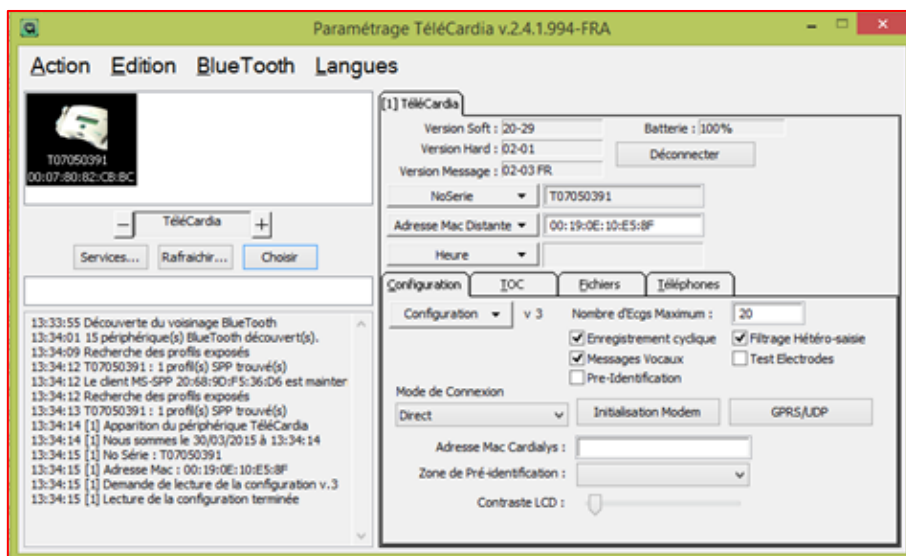 Paramétrage TéléCardia v.2.4.1.994-FRA
Action Edition BlueTooth Langues
T07050391
00:07:80:82:CB:BC
TéléCardia
Services... Rafraichir... Choisir
13:33:55 Découverte du voisinage BlueTooth
13:34:01 15 périphérique(s) BlueTooth découvert(s).
13:34:09 Recherche des profils exposés
13:34:12 T07050391 : 1 profil(s) SPP trouvé(s)
13:34:12 Le client MS-SPP 20:68:9D:F5:36:D6 est mainter
13:34:12 Recherche des profils exposés
13:34:13 T07050391 : 1 profil(s) SPP trouvé(s)
13:34:14 [1] Apparition du périphérique TéléCardia
13:34:14 [1] Nous sommes le 30/03/2015 à 13:34:14
13:34:15 [1] No Série : T07050391
13:34:15 [1] Adresse Mac : 00:19:0E:10:E5:8F
13:34:15 [1] Demande de lecture de la configuration v.3
13:34:15 [1] Lecture de la configuration terminée
[1] TéléCardia
Version Soft : 20-29 Batterie : 100%
Version Hard : 02-01 Déconnecter
Version Message : 02-03 FR
NoSerie T07050391
Adresse Mac Distante 00:19:0E:10:E5:8F
Heure
Configuration TOC Fichiers Téléphones
Configuration v 3 Nombre d'Ecgs Maximum : 20
Enregistrement cyclique Filtrage Hétéro-saisie
Messages Vocaux Test Electrodes
Pre-Identification
Mode de Connexion
Direct Initialisation Modem GPRS/UDP
Adresse Mac Cardialys :
Zone de Pré-identification :
Contraste LCD :